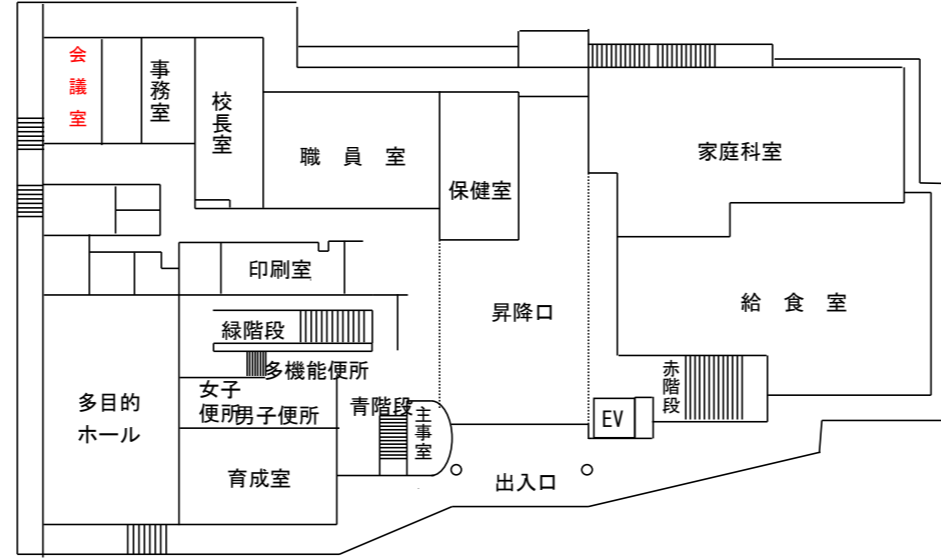 会議室
事務室
校長室
職 員 室
保健室
家庭科室
印刷室
昇降口
給 食 室
緑階段
多機能便所
女子
便所
男子便所
青階段
主事室
赤階段
EV
多目的
ホール
育成室
出入口